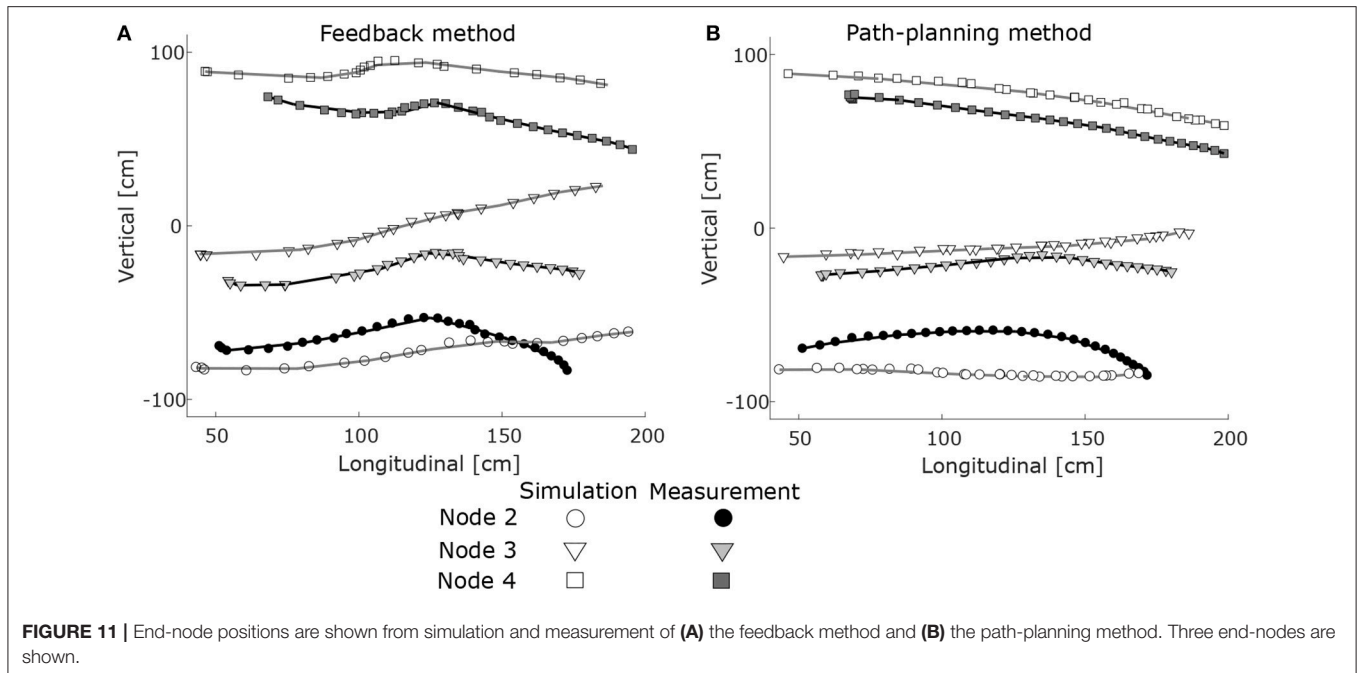 A Feedback method
100
0
-100
Vertical [cm]
50 100 150 200
Longitudinal [cm]
B Path-planning method
100
0
-100
Vertical [cm]
50 100 150 200
Longitudinal [cm]
Simulation Measurement
Node 2
Node 3
Node 4
FIGURE 11 | End-node positions are shown from simulation and measurement of (A) the feedback method and (B) the path-planning method. Three end-nodes are
shown.